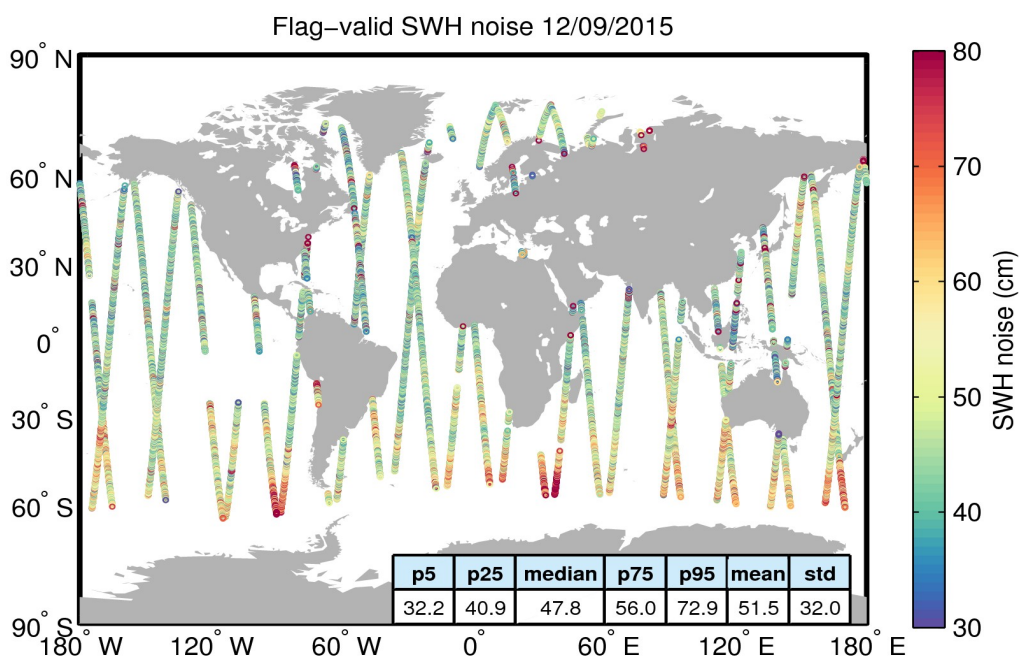 Flag−valid SWH noise 12/09/2015
90° N
60° N
30° N
0°
30° S
60° S
90° S
180° W
120° W
60° W
0°
60° E
120° E
180° E
80
70
60
50
40
30
SWH noise (cm)
p5 p25 median p75 p95 mean std
32.2 40.9 47.8 56.0 72.9 51.5 32.0